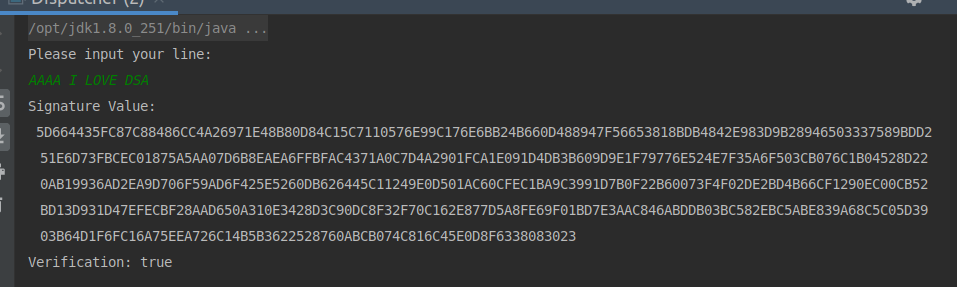 Dispatcher (2)
/opt/jdk1.8.0_251/bin/java ...
Please input your line:
AAAA I LOVE DSA
Signature Value:
5D664435FC87C88486CC4A26971E48B80D84C15C7110576E99C176E6BB24B660D488947F56653818BDB4842E983D9B28946503337589BDD2
51E6D73FBCEC01875A5AA07D6B8EAEA6FFBFAC4371A0C7D4A2901FCA1E091D4DB3B609D9E1F79776E524E7F35A6F503CB076C1B04528D22
0AB19936AD2EA9D706F59AD6F425E5260DB626445C11249E0D501AC60CFEC1BA9C3991D7B0F22B60073F4F02DE2BD4B66CF1290EC00CB52
BD13D931D47EFECBF28AAD650A310E3428D3C90DC8F32F70C162E877D5A8FE69F01BD7E3AAC846ABDDB03BC582EBC5ABE839A68C5C05D39
03B64D1F6FC16A75EEA726C14B5B3622528760ABCB074C816C45E0D8F6338083023
Verification: true